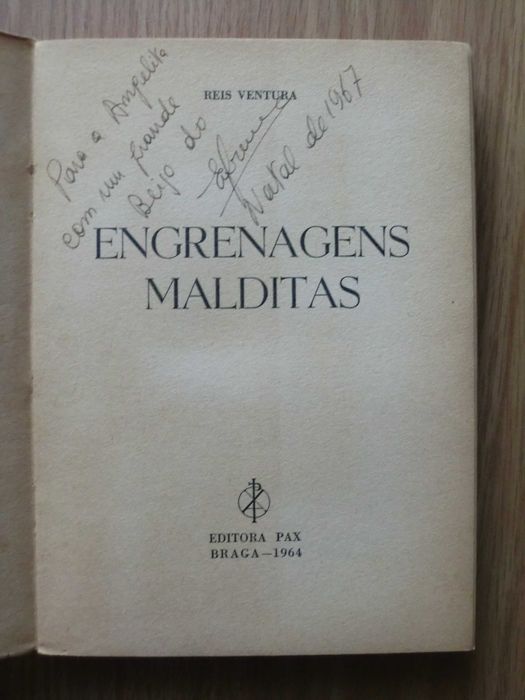 REIS VENTURA
Para a Angelita
com um grande
Beijo do
Natal de 1967
ENGRENAGENS
MALDITAS
EDITORA PAX
BRAGA—1964